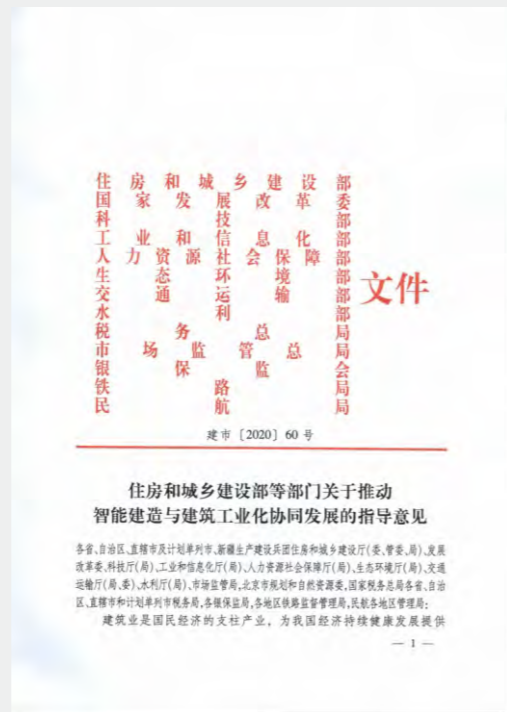 住房和城乡建设部
国家发展改革委
科技部
工业和信息化部
人力资源社会保障部
生态环境部
交通运输部
水利部
税务总局
市场监管总局
银保监会
铁路局
民航局
文件
建市〔2020〕60号
住房和城乡建设部等部门关于推动
智能建造与建筑工业化协同发展的指导意见
各省、自治区、直辖市及计划单列市、新疆生产建设兵团住房和城乡建设厅(委、管委、局)、发展
改革委、科技厅(局)、工业和信息化厅(局)、人力资源社会保障厅(局)、生态环境厅(局)、交通
运输厅(局、委)、水利厅(局)、市场监管局,北京市规划和自然资源委,国家税务总局各省、自治
区、直辖市和计划单列市税务局,各银保监局,各地区铁路监督管理局,民航各地区管理局:
建筑业是国民经济的支柱产业,为我国经济持续健康发展提供
— 1 —